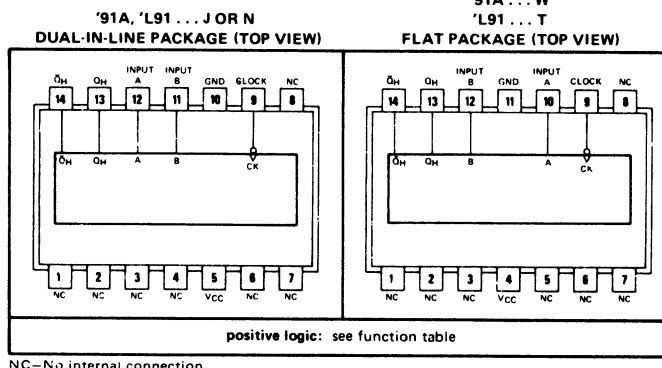 '91A, 'L91 . . . J OR N
DUAL-IN-LINE PACKAGE (TOP VIEW)
Q̄H QH INPUT A INPUT B GND CLOCK NC
14 13 12 11 10 9 8
Q̄H QH A B CK
1 2 3 4 5 6 7
NC NC NC NC VCC NC NC
'91A . . . W
'L91 . . . T
FLAT PACKAGE (TOP VIEW)
Q̄H QH INPUT B GND INPUT A CLOCK NC
14 13 12 11 10 9 8
Q̄H QH B A CK
1 2 3 4 5 6 7
NC NC NC VCC NC NC NC
positive logic: see function table
NC–No internal connection